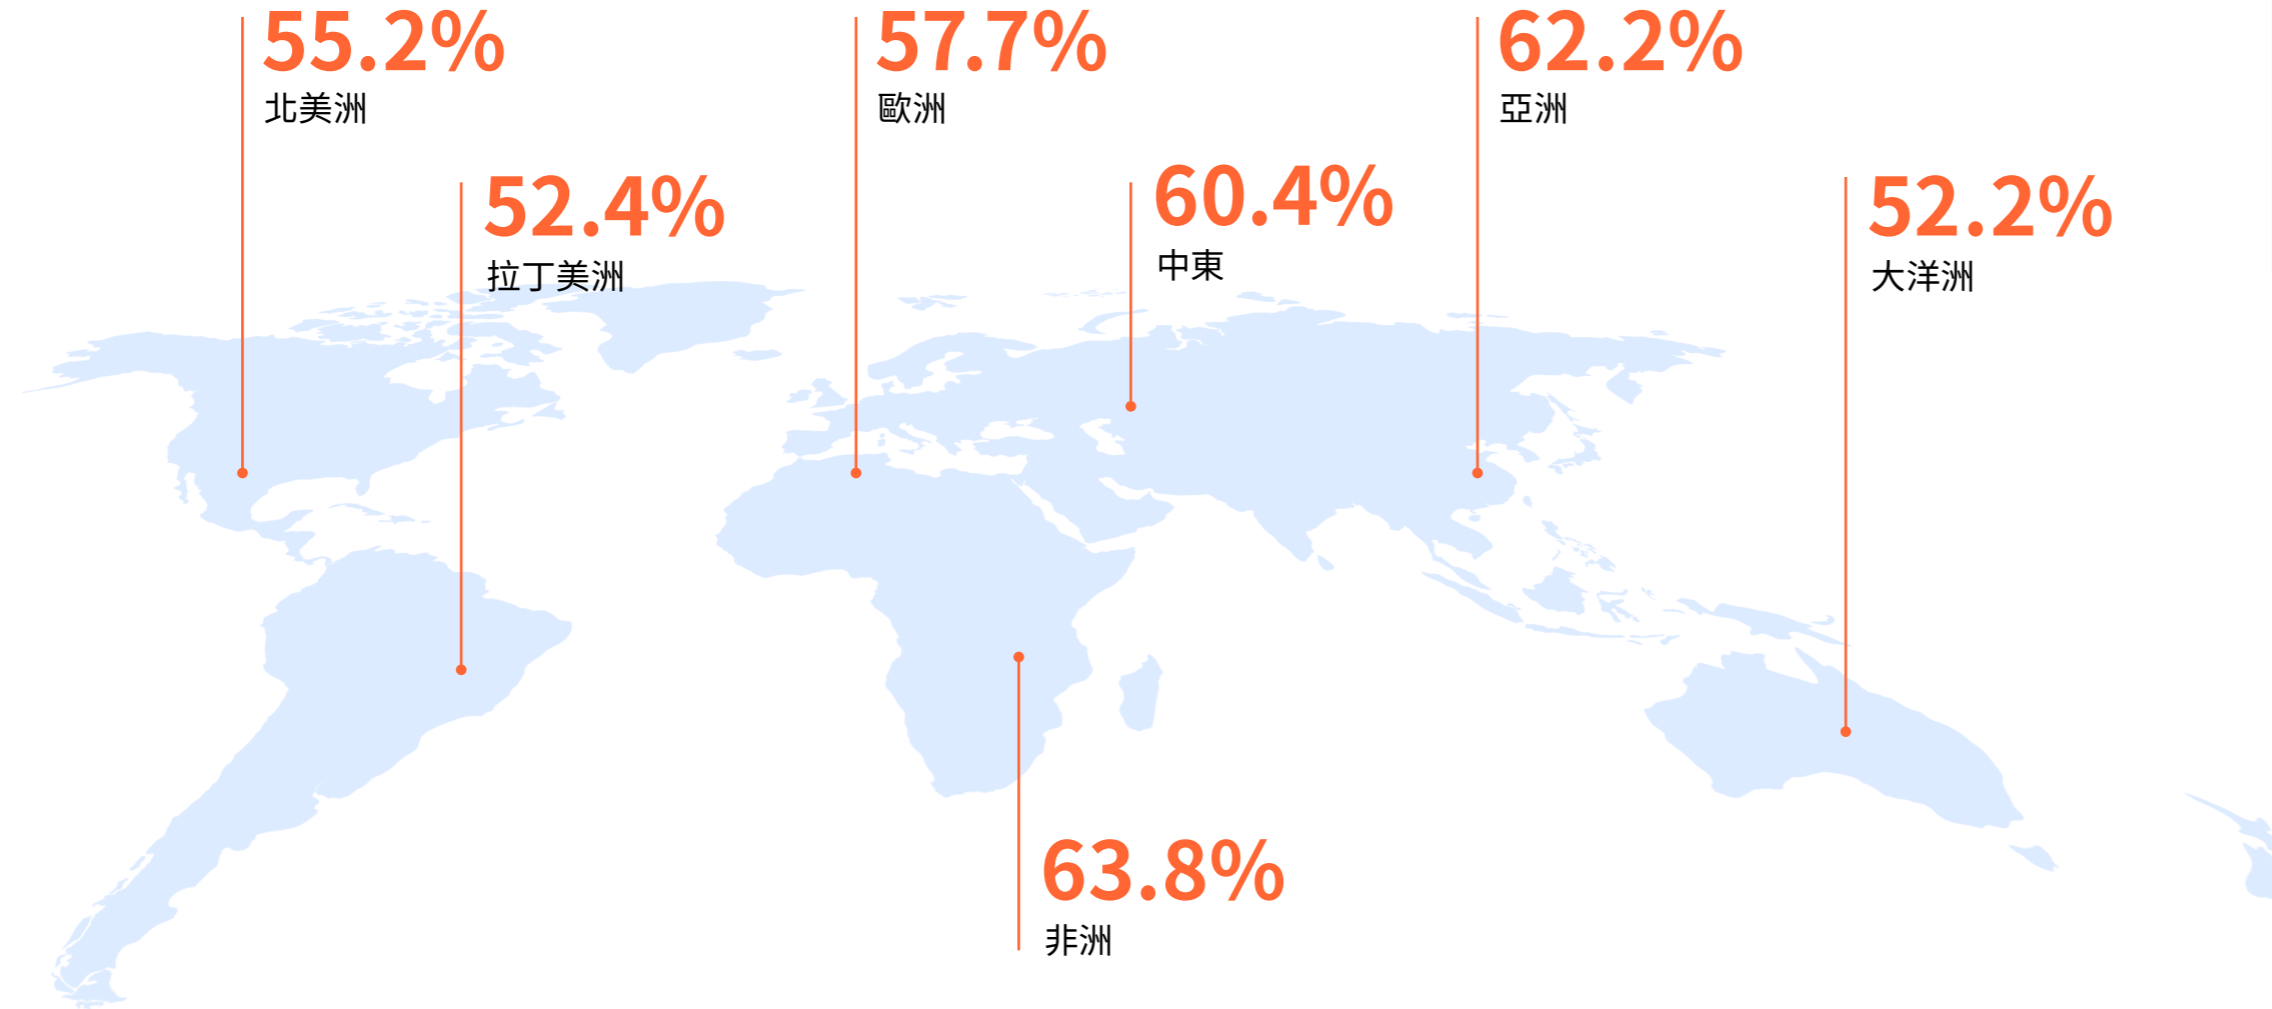 55.2%
北美洲
57.7%
歐洲
62.2%
亞洲
52.4%
拉丁美洲
60.4%
中東
52.2%
大洋洲
63.8%
非洲